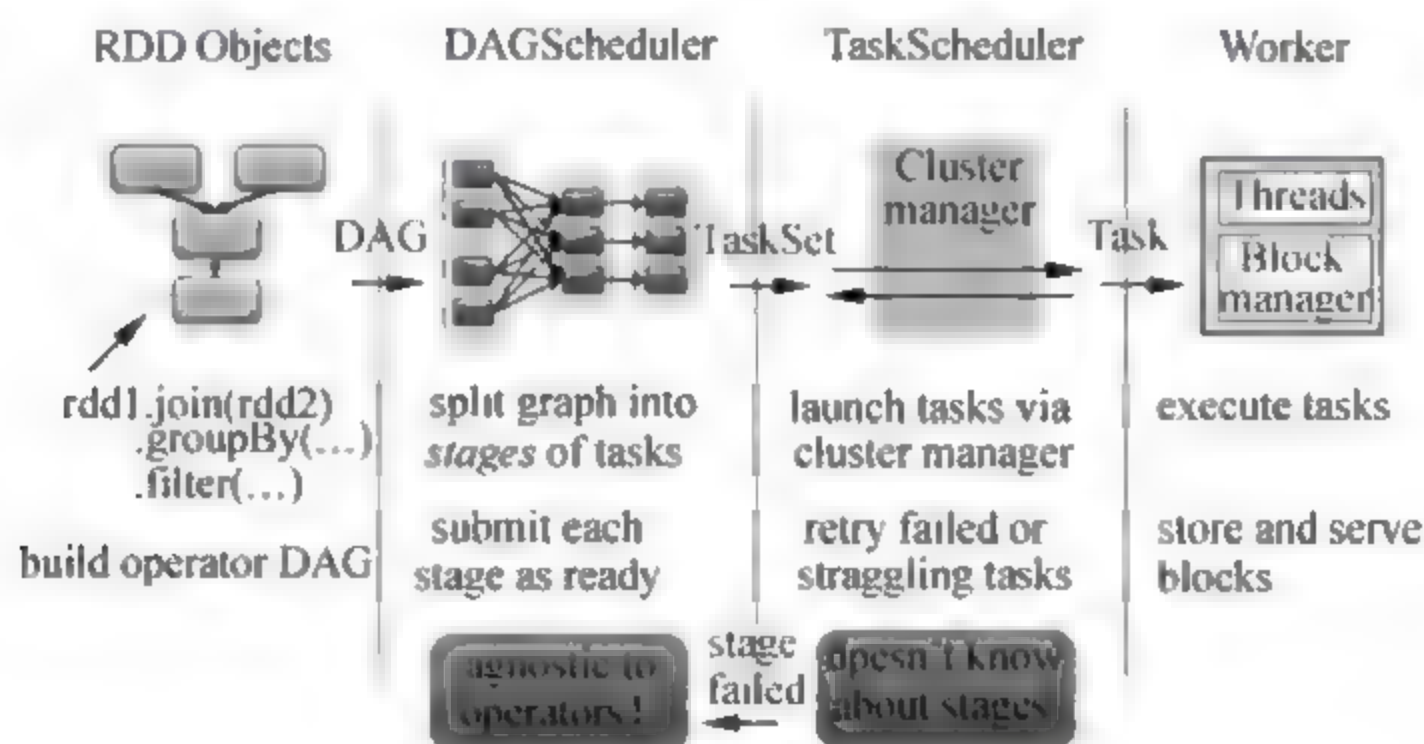 RDD Objects
DAGScheduler
TaskScheduler
Worker
DAG
TaskSet
Cluster
manager
Task
Threads
Block
manager
rdd1.join(rdd2)
.groupBy(…)
.filter(…)
build operator DAG
split graph into
stages of tasks
submit each
stage as ready
launch tasks via
cluster manager
retry failed or
straggling tasks
execute tasks
store and serve
blocks
agnostic to
operators!
stage
failed
doesn't know
about stages